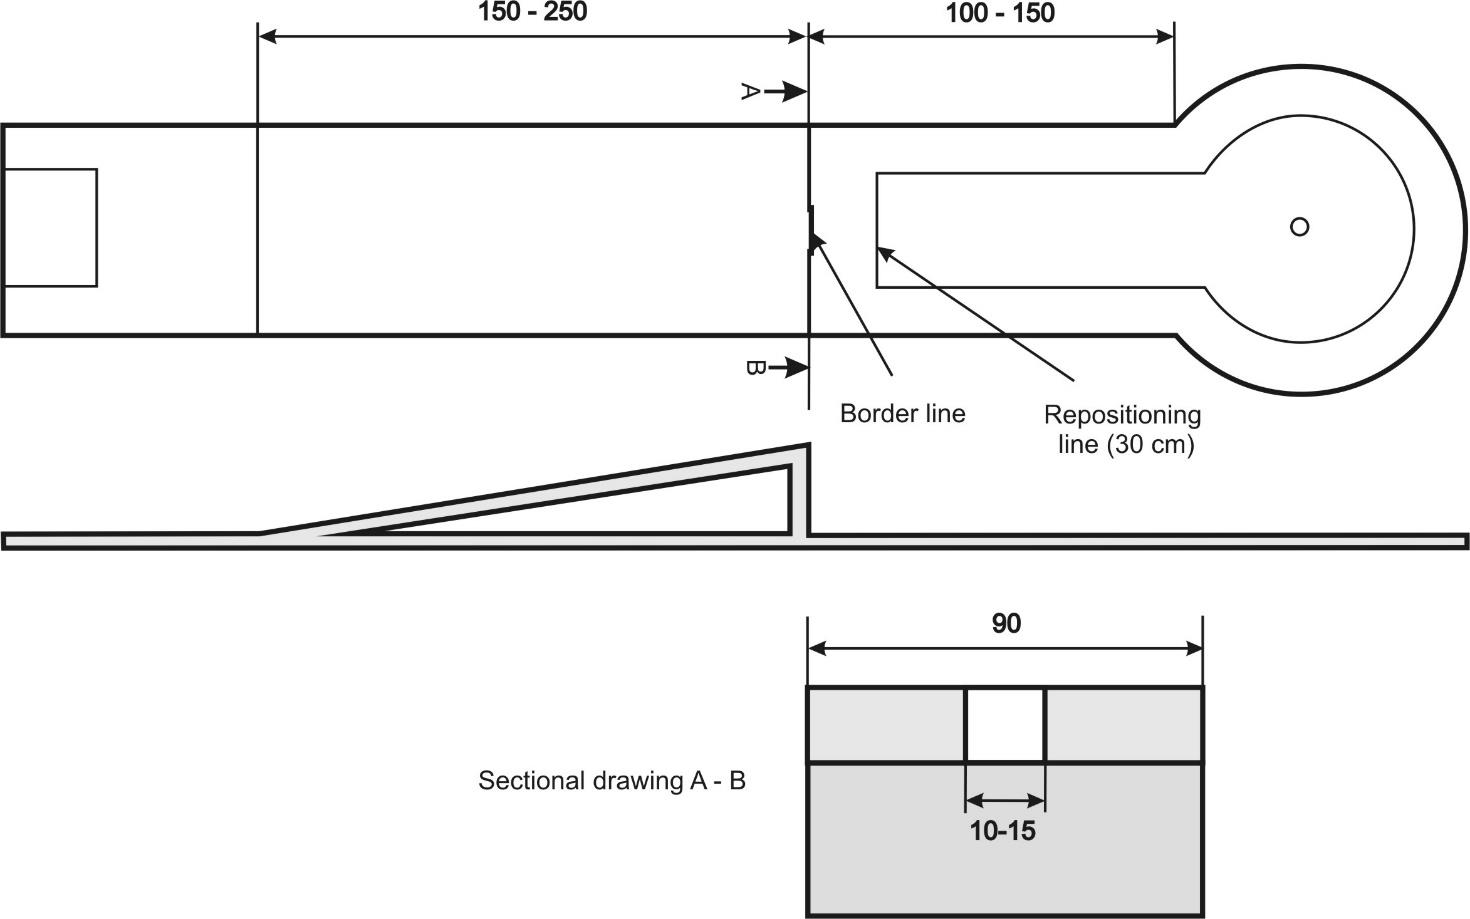 150 - 250
100 - 150
A
B
Border line
Repositioning
line (30 cm)
90
Sectional drawing A - B
10-15